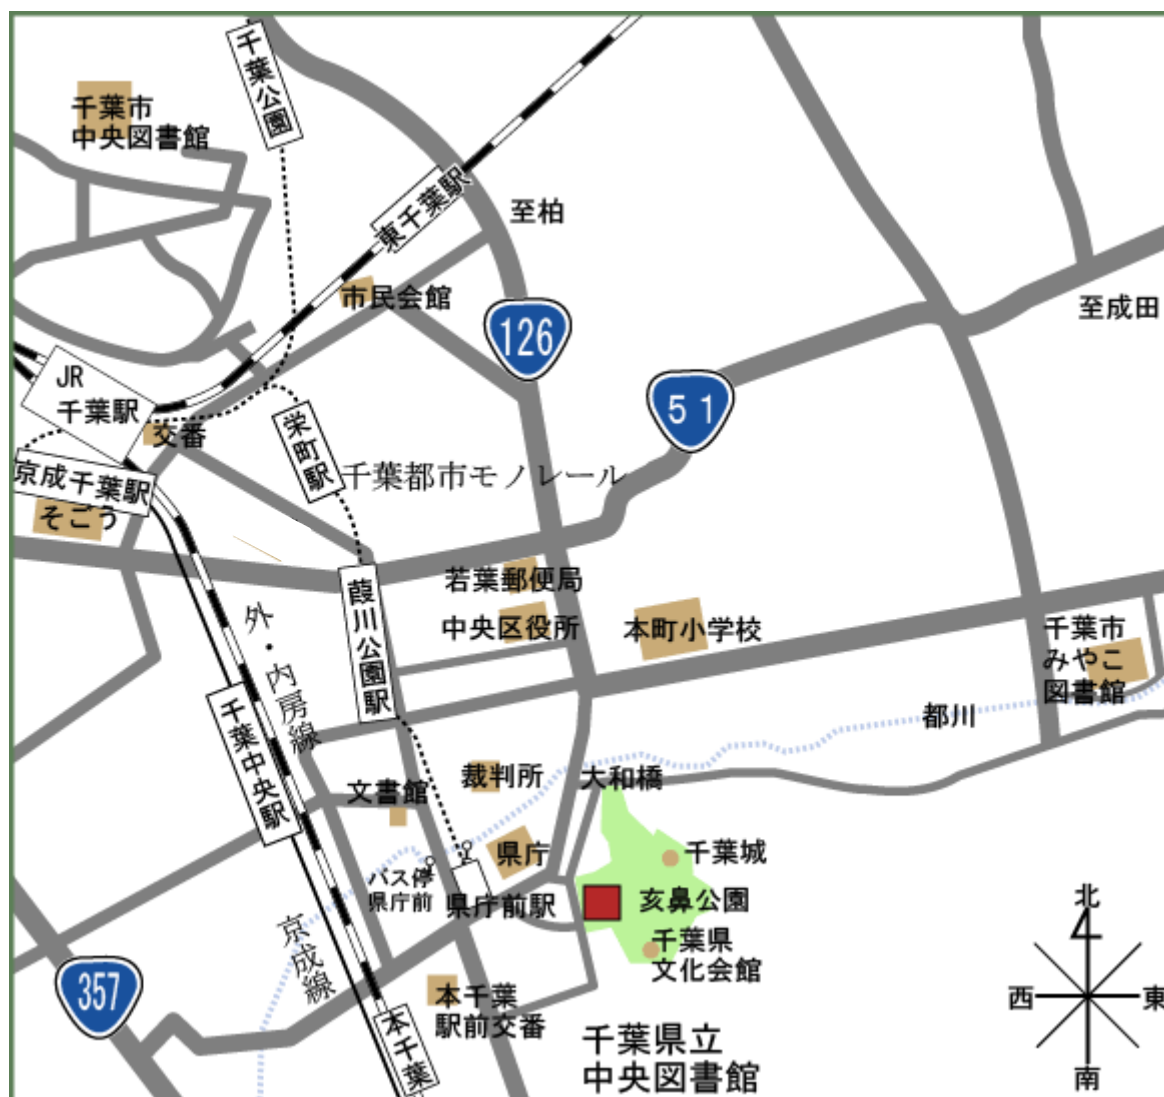 千葉公園
千葉市
中央図書館
東千葉駅
至柏
市民会館
126
至成田
JR
千葉駅
51
交番
栄町駅
千葉都市モノレール
京成千葉駅
そごう
若葉郵便局
葭川公園駅
中央区役所
本町小学校
千葉市
みやこ
図書館
外・内房線
都川
千葉中央駅
裁判所
大和橋
文書館
県庁
千葉城
バス停
県庁前
県庁前駅
亥鼻公園
千葉県
文化会館
京成線
357
本千葉
駅前交番
本千葉
千葉県立
中央図書館
北
西
東
南